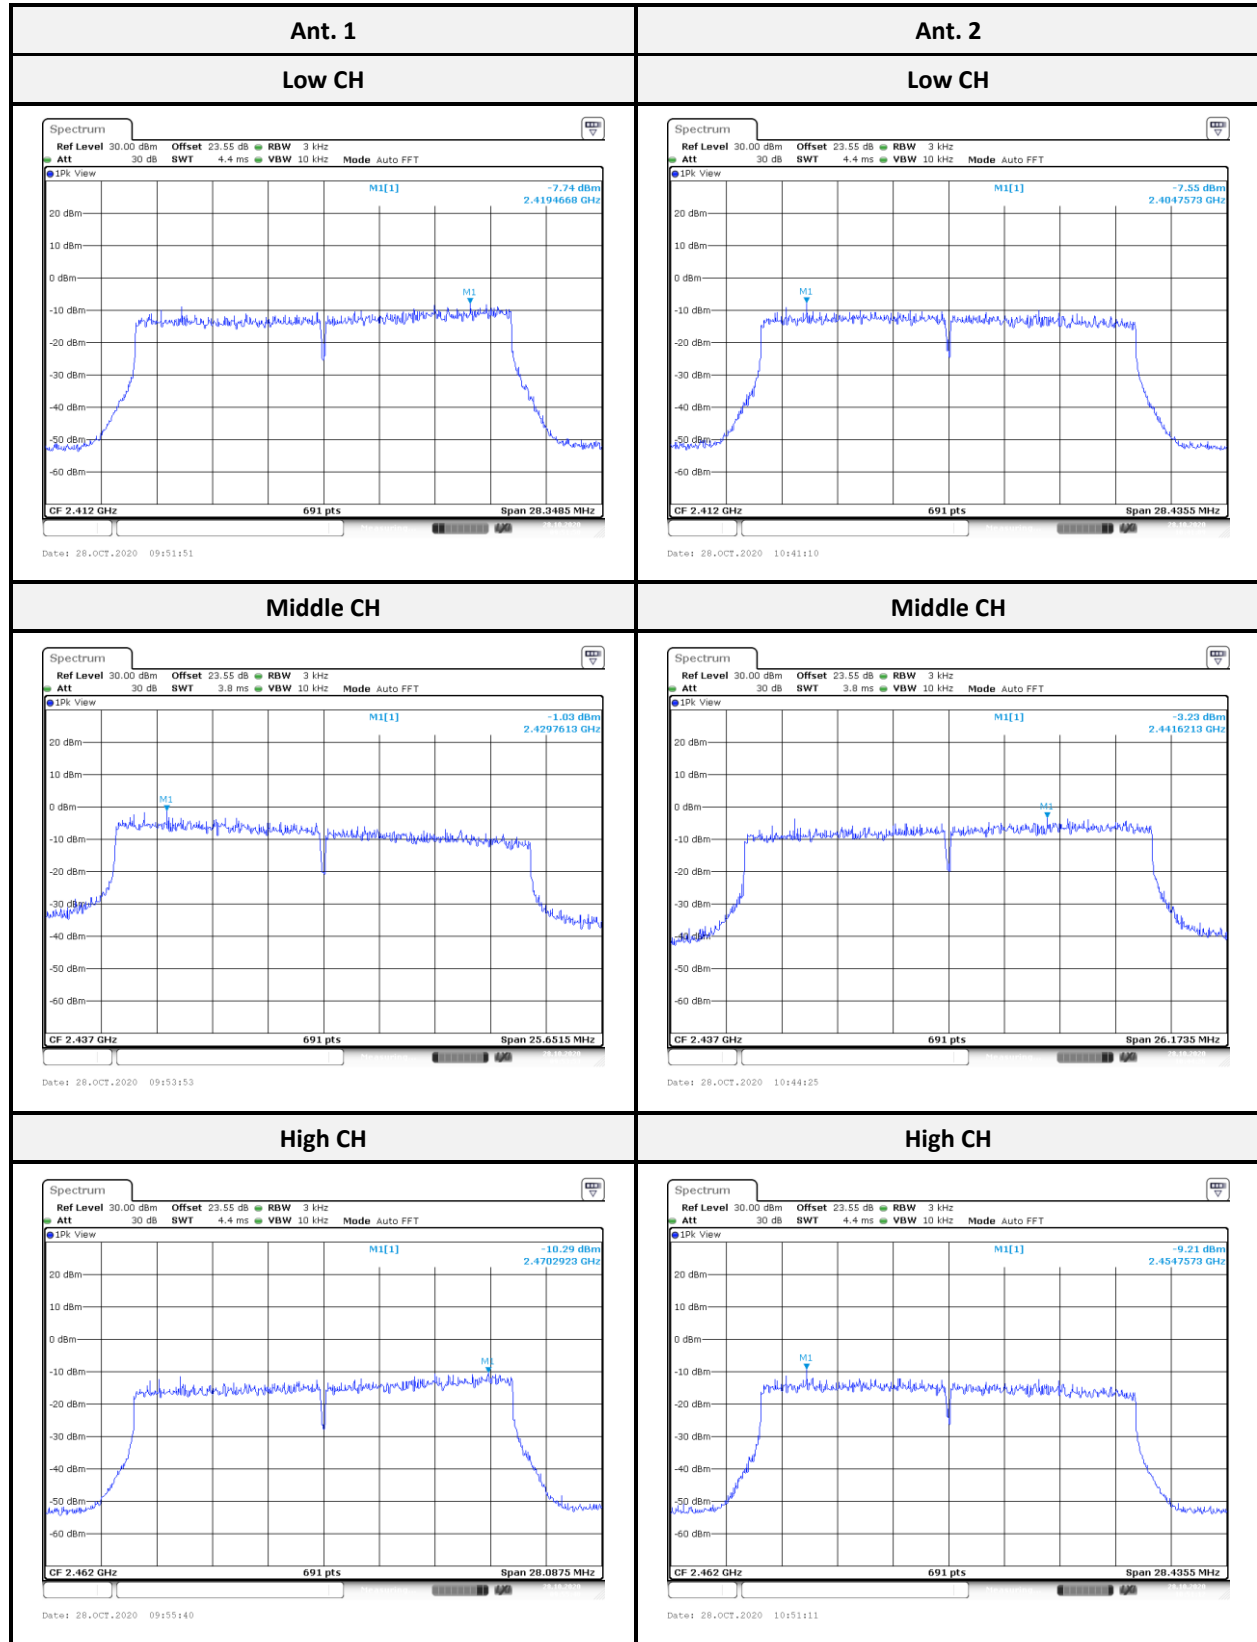 Ant. 1
Ant. 2
Low CH
Low CH
Spectrum
Ref Level 30.00 dBm Offset 23.55 dB RBW 3 kHz
Att 30 dB SWT 4.4 ms VBW 10 kHz Mode Auto FFT
1Pk View
M1[1] -7.74 dBm
2.4194668 GHz
20 dBm
10 dBm
0 dBm
M1
-10 dBm
-20 dBm
-30 dBm
-40 dBm
-50 dBm
-60 dBm
CF 2.412 GHz 691 pts Span 28.3485 MHz
Date: 28.OCT.2020 09:51:51
Spectrum
Ref Level 30.00 dBm Offset 23.55 dB RBW 3 kHz
Att 30 dB SWT 4.4 ms VBW 10 kHz Mode Auto FFT
1Pk View
M1[1] -7.55 dBm
2.4047573 GHz
20 dBm
10 dBm
0 dBm
M1
-10 dBm
-20 dBm
-30 dBm
-40 dBm
-50 dBm
-60 dBm
CF 2.412 GHz 691 pts Span 28.4355 MHz
Date: 28.OCT.2020 10:41:10
Middle CH
Middle CH
Spectrum
Ref Level 30.00 dBm Offset 23.55 dB RBW 3 kHz
Att 30 dB SWT 3.8 ms VBW 10 kHz Mode Auto FFT
1Pk View
M1[1] -1.03 dBm
2.4297613 GHz
20 dBm
10 dBm
0 dBm
M1
-10 dBm
-20 dBm
-30 dBm
-40 dBm
-50 dBm
-60 dBm
CF 2.437 GHz 691 pts Span 25.6515 MHz
Date: 28.OCT.2020 09:53:53
Spectrum
Ref Level 30.00 dBm Offset 23.55 dB RBW 3 kHz
Att 30 dB SWT 3.8 ms VBW 10 kHz Mode Auto FFT
1Pk View
M1[1] -3.23 dBm
2.4416213 GHz
20 dBm
10 dBm
0 dBm
M1
-10 dBm
-20 dBm
-30 dBm
-40 dBm
-50 dBm
-60 dBm
CF 2.437 GHz 691 pts Span 26.1735 MHz
Date: 28.OCT.2020 10:44:25
High CH
High CH
Spectrum
Ref Level 30.00 dBm Offset 23.55 dB RBW 3 kHz
Att 30 dB SWT 4.4 ms VBW 10 kHz Mode Auto FFT
1Pk View
M1[1] -10.29 dBm
2.4702923 GHz
20 dBm
10 dBm
0 dBm
M1
-10 dBm
-20 dBm
-30 dBm
-40 dBm
-50 dBm
-60 dBm
CF 2.462 GHz 691 pts Span 28.0875 MHz
Date: 28.OCT.2020 09:55:40
Spectrum
Ref Level 30.00 dBm Offset 23.55 dB RBW 3 kHz
Att 30 dB SWT 4.4 ms VBW 10 kHz Mode Auto FFT
1Pk View
M1[1] -9.21 dBm
2.4547573 GHz
20 dBm
10 dBm
0 dBm
M1
-10 dBm
-20 dBm
-30 dBm
-40 dBm
-50 dBm
-60 dBm
CF 2.462 GHz 691 pts Span 28.4355 MHz
Date: 28.OCT.2020 10:51:11